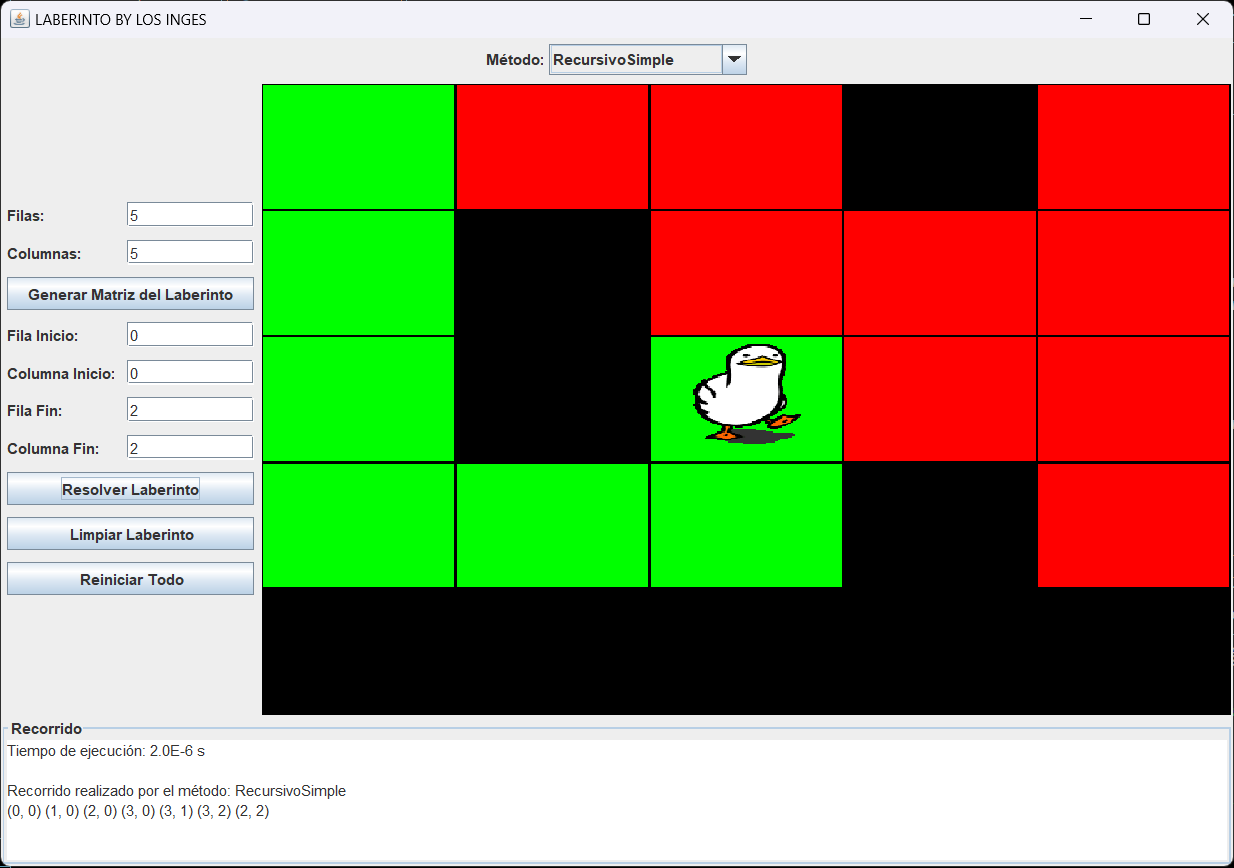 LABERINTO BY LOS INGES
Método: RecursivoSimple
Filas: 5
Columnas: 5
Generar Matriz del Laberinto
Fila Inicio: 0
Columna Inicio: 0
Fila Fin: 2
Columna Fin: 2
Resolver Laberinto
Limpiar Laberinto
Reiniciar Todo
Recorrido
Tiempo de ejecución: 2.0E-6 s
Recorrido realizado por el método: RecursivoSimple
(0, 0) (1, 0) (2, 0) (3, 0) (3, 1) (3, 2) (2, 2)